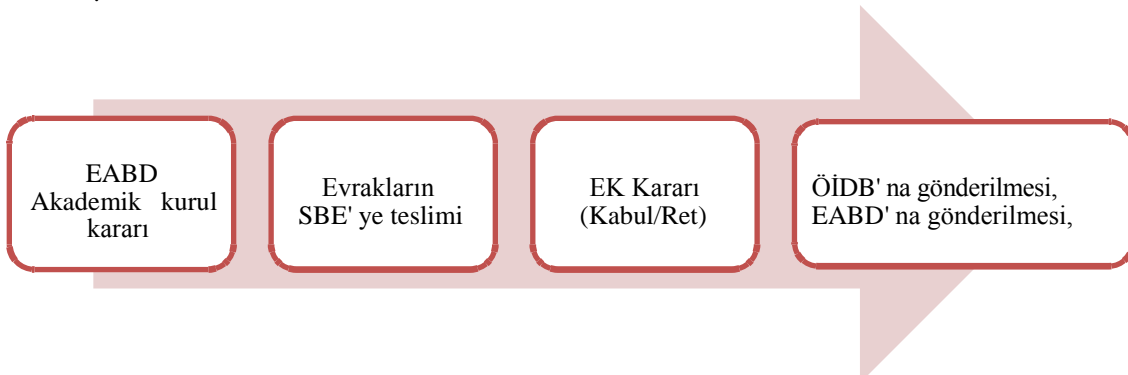 EABD
Akademik kurul
kararı
Evrakların
SBE' ye teslimi
EK Kararı
(Kabul/Ret)
ÖİDB' na gönderilmesi,
EABD' na gönderilmesi,